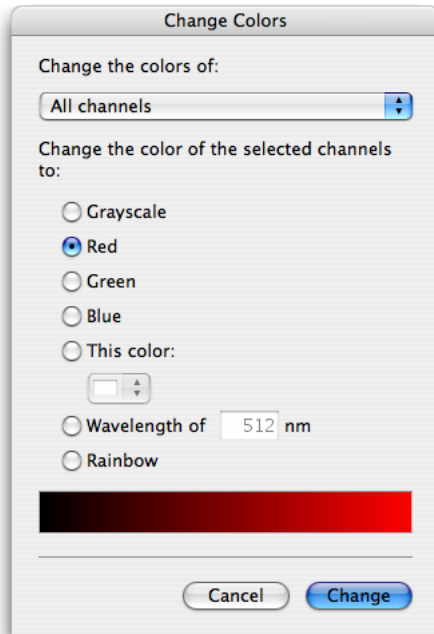 Change Colors
Change the colors of:
All channels
Change the color of the selected channels
to:
Grayscale
Red
Green
Blue
This color:
Wavelength of 512 nm
Rainbow
Cancel Change